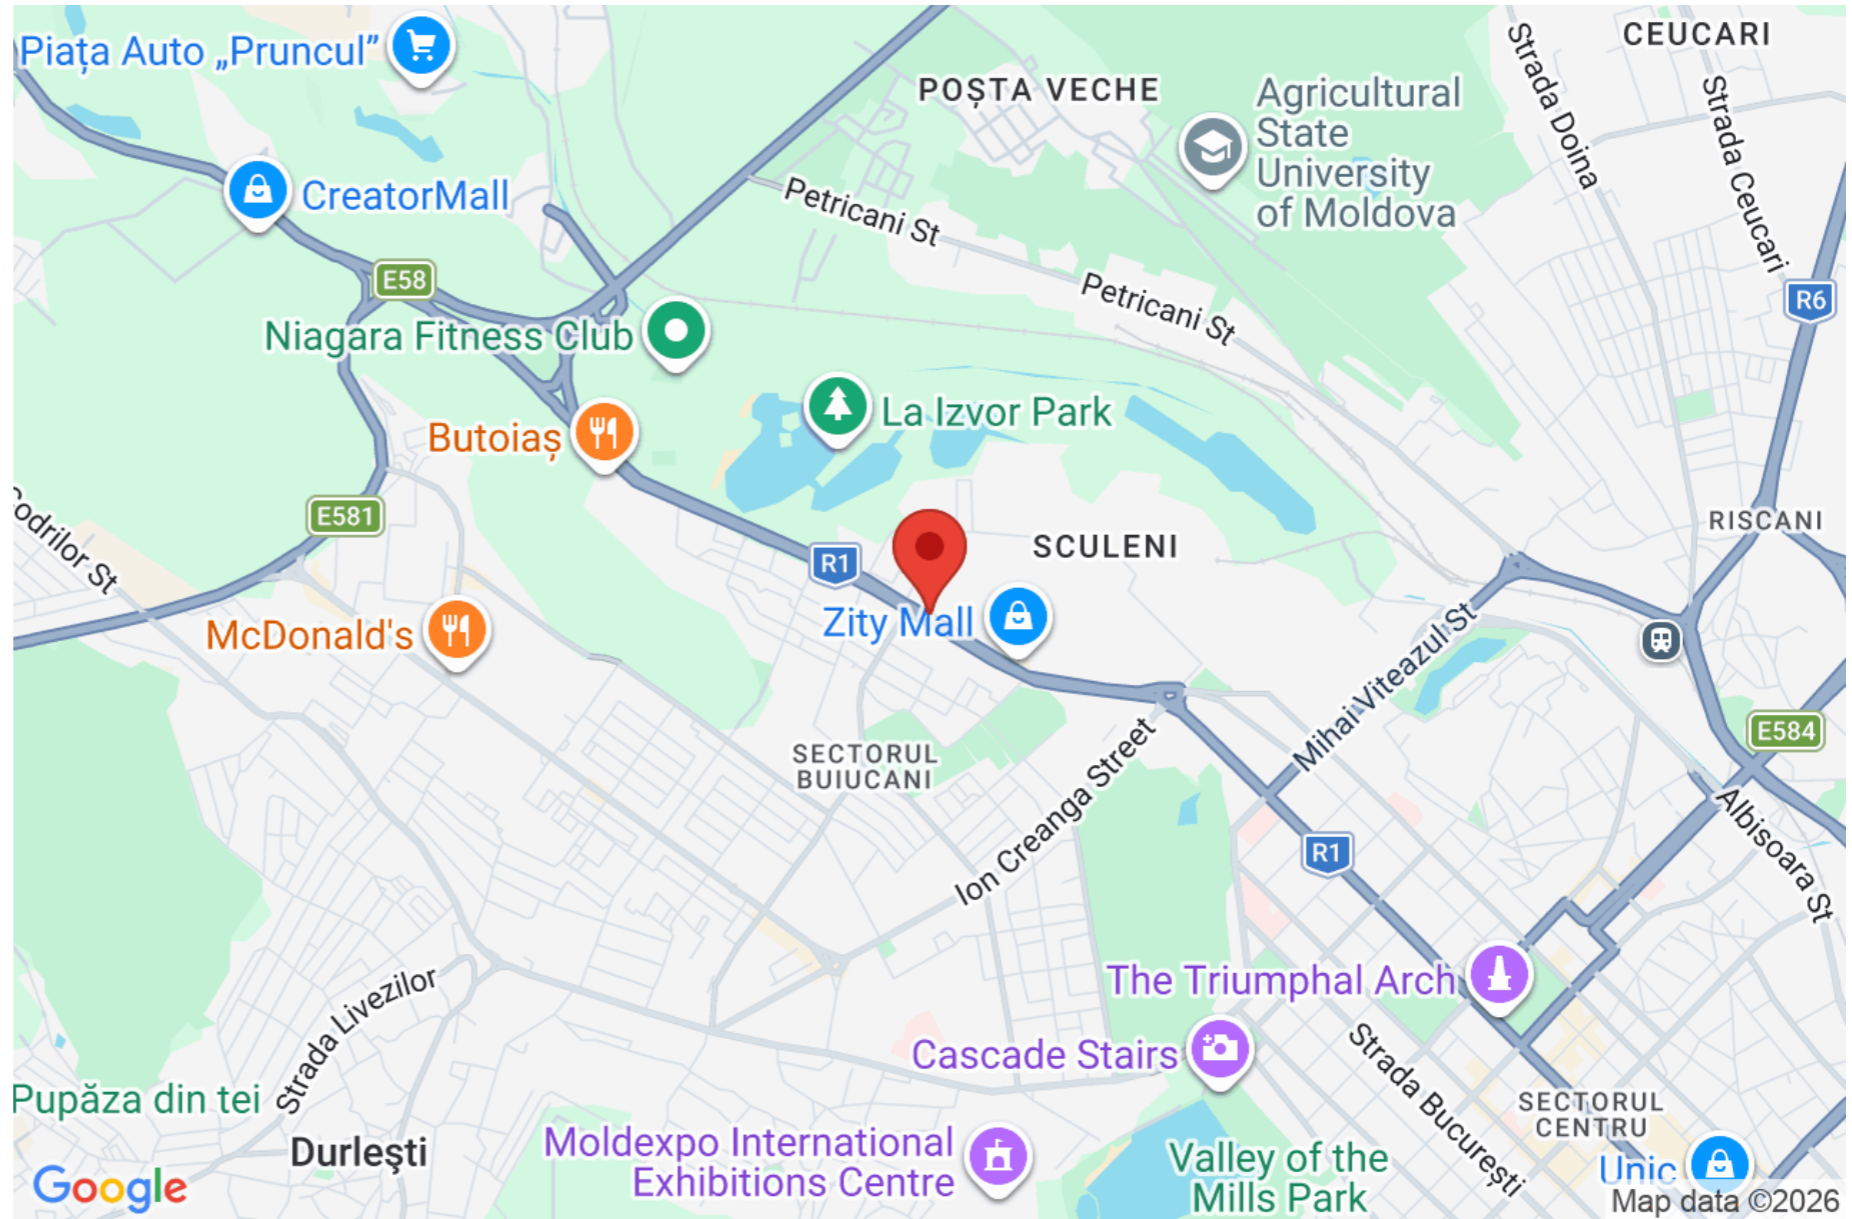 Piața Auto „Pruncul”
CEUCARI
POȘTA VECHE
Strada Doina
Strada Ceucari
Agricultural
State
University
of Moldova
CreatorMall
Petricani St
E58
Petricani St
R6
Niagara Fitness Club
La Izvor Park
Butoiaș
E581
RISCANI
SCULENI
R1
Codrilor St
Zity Mall
McDonald's
Mihai Viteazul St
E584
SECTORUL
BUIUCANI
Ion Creanga Street
Albisoara St
R1
The Triumphal Arch
Strada Livezilor
Cascade Stairs
Strada București
Pupăza din tei
SECTORUL
CENTRU
Durleşti
Moldexpo International
Exhibitions Centre
Valley of the
Mills Park
Unic
Google
Map data ©2026